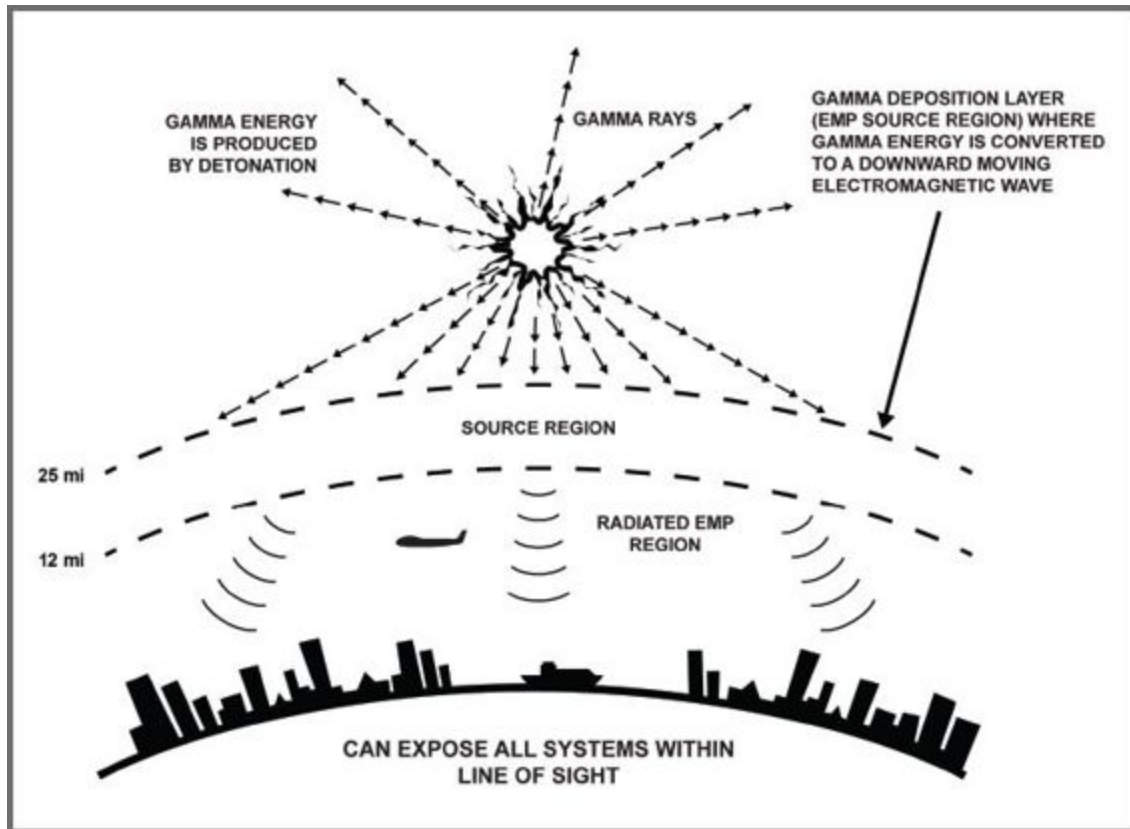 GAMMA ENERGY
IS PRODUCED
BY DETONATION
GAMMA RAYS
GAMMA DEPOSITION LAYER
(EMP SOURCE REGION) WHERE
GAMMA ENERGY IS CONVERTED
TO A DOWNWARD MOVING
ELECTROMAGNETIC WAVE
SOURCE REGION
25 mi
RADIATED EMP
REGION
12 mi
CAN EXPOSE ALL SYSTEMS WITHIN
LINE OF SIGHT